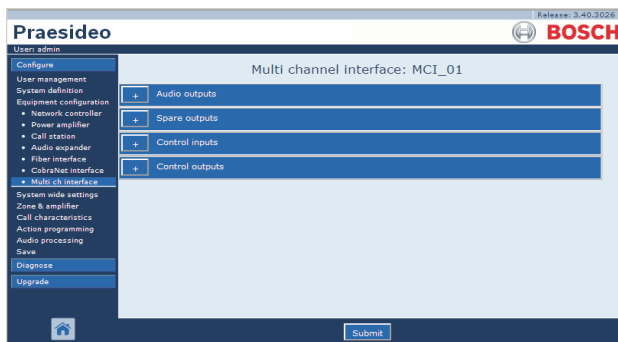 Release: 3.40.3026
Praesideo
BOSCH
User: admin
Configure
User management
System definition
Equipment configuration
• Network controller
• Power amplifier
• Call station
• Audio expander
• Fiber interface
• CobraNet interface
• Multi ch interface
System wide settings
Zone & amplifier
Call characteristics
Action programming
Audio processing
Save
Diagnose
Upgrade
Multi channel interface: MCI_01
+ Audio outputs
+ Spare outputs
+ Control inputs
+ Control outputs
Submit